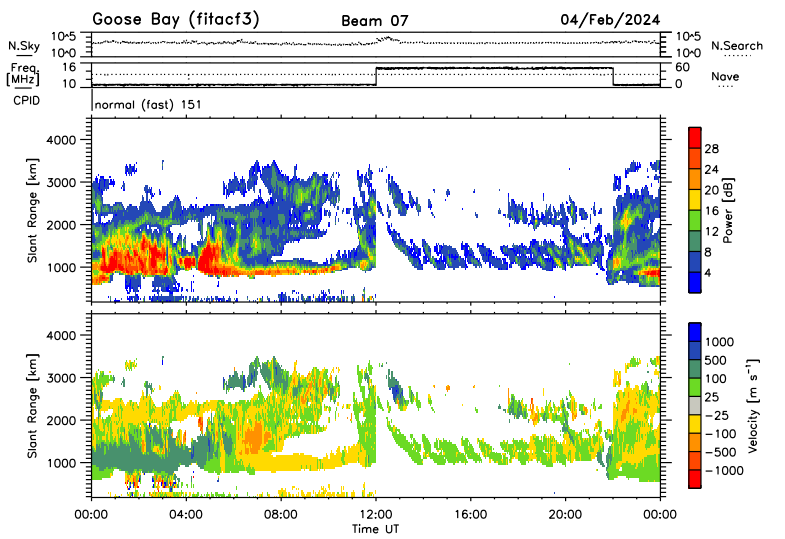 Goose Bay (fitacf3) Beam 07 04/Feb/2024
N.Sky 10^5 10^0 10^5 10^0 N.Search
Freq. [MHz] 16 10 60 0 Nave
CPID normal (fast) 151
Slant Range [km] 4000 3000 2000 1000
28 24 20 16 12 8 4 Power [dB]
Slant Range [km] 4000 3000 2000 1000
1000 500 100 25 −25 −100 −500 −1000 Velocity [m s⁻¹]
00:00 04:00 08:00 12:00 16:00 20:00 00:00
Time UT